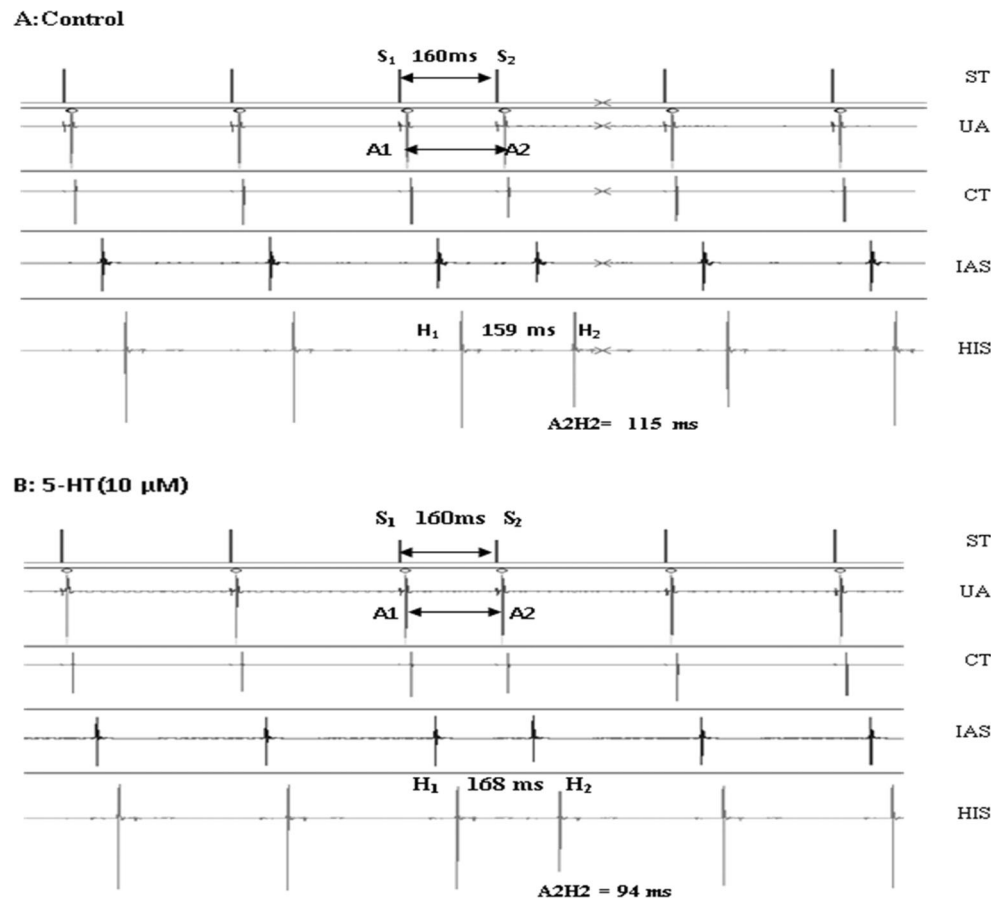 A: Control
S₁ 160ms S₂
ST
UA
A1 A2
CT
IAS
H₁ 159 ms H₂
HIS
A2H2= 115 ms
B: 5-HT(10 µM)
S₁ 160ms S₂
ST
UA
A1 A2
CT
IAS
H₁ 168 ms H₂
HIS
A2H2 = 94 ms